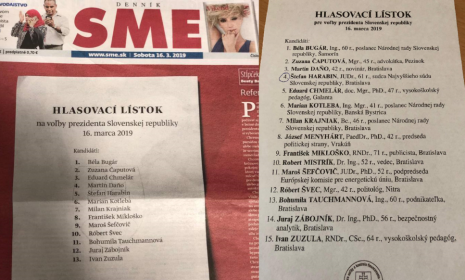 DENNÍK
SME
www.sme.sk | Sobota 16. 3. 2019
HLASOVACÍ LÍSTOK
na voľby prezidenta Slovenskej republiky
16. marca 2019
Kandidáti:
1. Béla Bugár
2. Zuzana Čaputová
3. Eduard Chmelár
4. Martin Daňo
5. Štefan Harabin
6. Marian Kotleba
7. Milan Krajniak
8. František Mikloško
9. Maroš Šefčovič
10. Róbert Švec
11. Bohumila Tauchmannová
12. Juraj Zábojník
13. Ivan Zuzula
HLASOVACÍ LÍSTOK
pre voľby prezidenta Slovenskej republiky
16. marca 2019
Kandidáti:
1. Béla BUGÁR, Ing., 60 r., poslanec Národnej rady Slovenskej
republiky, Šamorín
2. Zuzana ČAPUTOVÁ, Mgr., 45 r., advokátka, Pezinok
3. Martin DAŇO, 42 r., novinár, Bratislava
4. Štefan HARABIN, JUDr., 61 r., sudca Najvyššieho súdu
Slovenskej republiky, Bratislava
5. Eduard CHMELÁR, doc. Mgr., PhD., 47 r., vysokoškolský
pedagóg, Galanta
6. Marian KOTLEBA, Ing. Mgr., 41 r., poslanec Národnej rady
Slovenskej republiky, Banská Bystrica
7. Milan KRAJNIAK, Bc., 46 r., poslanec Národnej rady
Slovenskej republiky, Bratislava
8. József MENYHÁRT, PaedDr., PhD., 42 r., predseda
politickej strany, Vrakúň
9. František MIKLOŠKO, RNDr., 71 r., publicista, Bratislava
10. Robert MISTRÍK, Dr. Ing., 52 r., vedec, Bratislava
11. Maroš ŠEFČOVIČ, JUDr., PhD., 52 r., podpredseda
Európskej komisie pre energetickú úniu, Bratislava
12. Róbert ŠVEC, Mgr., 42 r., politológ, Nitra
13. Bohumila TAUCHMANNOVÁ, Ing., 60 r., podnikateľka,
Bratislava
14. Juraj ZÁBOJNÍK, Dr. Ing., PhD., 56 r., bezpečnostný
analytik, Bratislava
15. Ivan ZUZULA, RNDr., CSc., 64 r., vysokoškolský pedagóg,
Bratislava